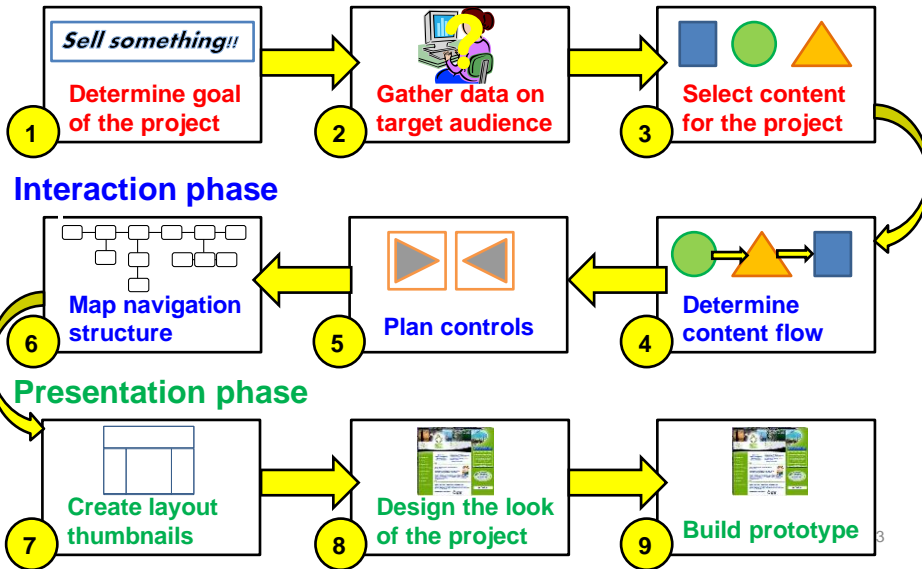 Sell something!!
Determine goal
of the project
1
?
Gather data on
target audience
2
Select content
for the project
3
Interaction phase
Map navigation
structure
6
Plan controls
5
Determine
content flow
4
Presentation phase
Create layout
thumbnails
7
Design the look
of the project
8
Build prototype
9
3